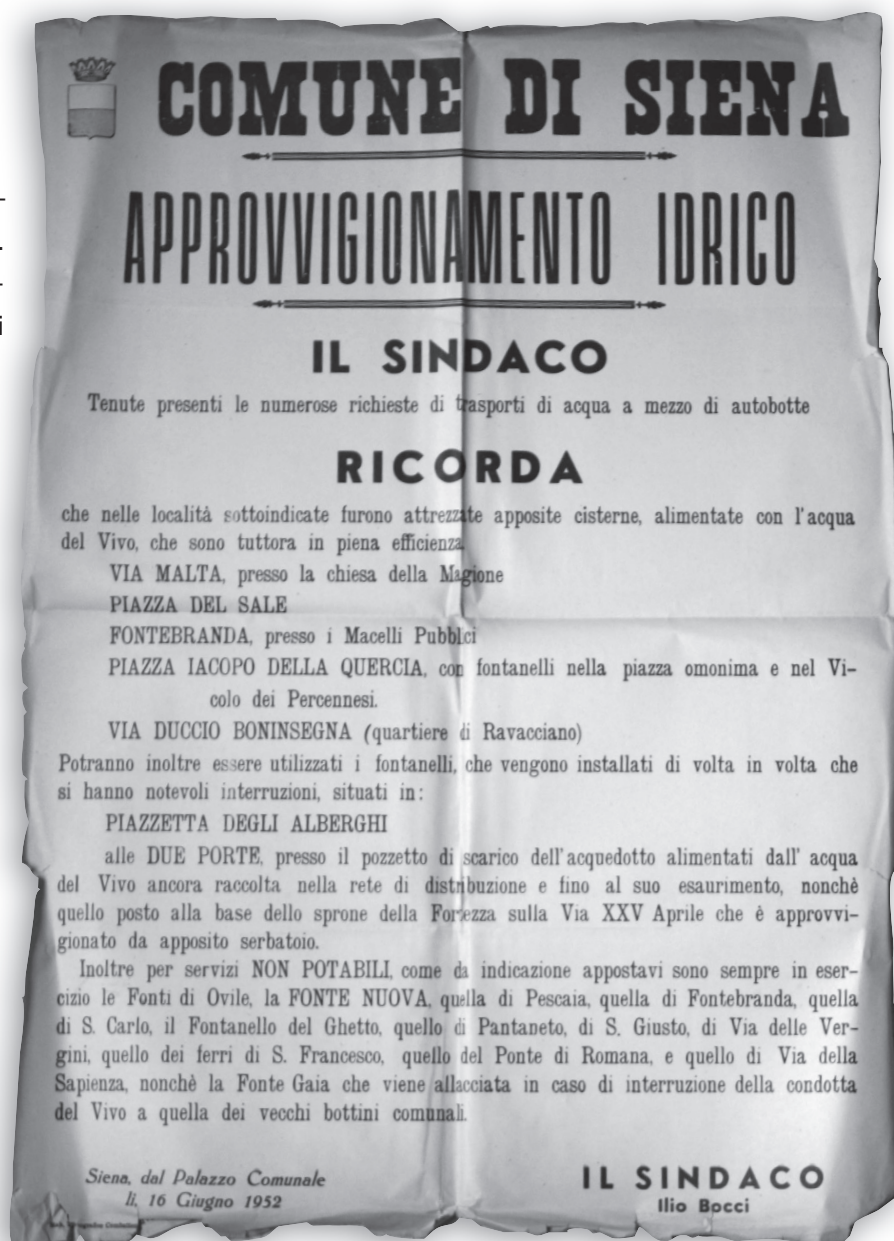 COMUNE DI SIENA
APPROVVIGIONAMENTO IDRICO
IL SINDACO
Tenute presenti le numerose richieste di trasporti di acqua a mezzo di autobotte
RICORDA
che nelle località sottoindicate furono attrezzate apposite cisterne, alimentate con l'acqua
del Vivo, che sono tuttora in piena efficienza
VIA MALTA, presso la chiesa della Magione
PIAZZA DEL SALE
FONTEBRANDA, presso i Macelli Pubblci
PIAZZA IACOPO DELLA QUERCIA, con fontanelli nella piazza omonima e nel Vi-
colo dei Percennesi.
VIA DUCCIO BONINSEGNA (quartiere di Ravacciano)
Potranno inoltre essere utilizzati i fontanelli, che vengono installati di volta in volta che
si hanno notevoli interruzioni, situati in:
PIAZZETTA DEGLI ALBERGHI
alle DUE PORTE, presso il pozzetto di scarico dell'acquedotto alimentati dall' acqua
del Vivo ancora raccolta nella rete di distribuzione e fino al suo esaurimento, nonchè
quello posto alla base dello sprone della Fortezza sulla Via XXV Aprile che è approvvi-
gionato da apposito serbatoio.
Inoltre per servizi NON POTABILI, come da indicazione appostavi sono sempre in eser-
cizio le Fonti di Ovile, la FONTE NUOVA, quella di Pescaia, quella di Fontebranda, quella
di S. Carlo, il Fontanello del Ghetto, quello di Pantaneto, di S. Giusto, di Via delle Ver-
gini, quello dei ferri di S. Francesco, quello del Ponte di Romana, e quello di Via della
Sapienza, nonchè la Fonte Gaia che viene allacciata in caso di interruzione della condotta
del Vivo a quella dei vecchi bottini comunali.
Siena, dal Palazzo Comunale
li, 16 Giugno 1952
IL SINDACO
Ilio Bocci